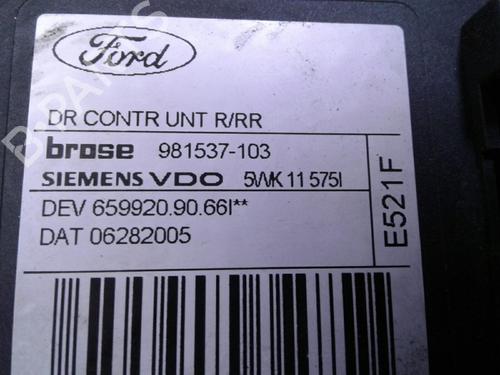 Ford
DR CONTR UNT R/RR
brose 981537-103
SIEMENS VDO 5WK 11 575I
DEV 659920.90.66I**
DAT 06282005
E521F
B PARTS